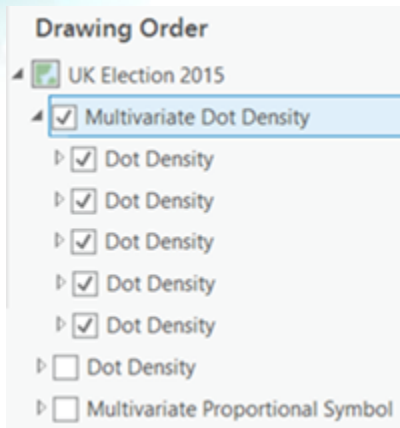 Drawing Order
UK Election 2015
Multivariate Dot Density
Dot Density
Dot Density
Dot Density
Dot Density
Dot Density
Dot Density
Multivariate Proportional Symbol